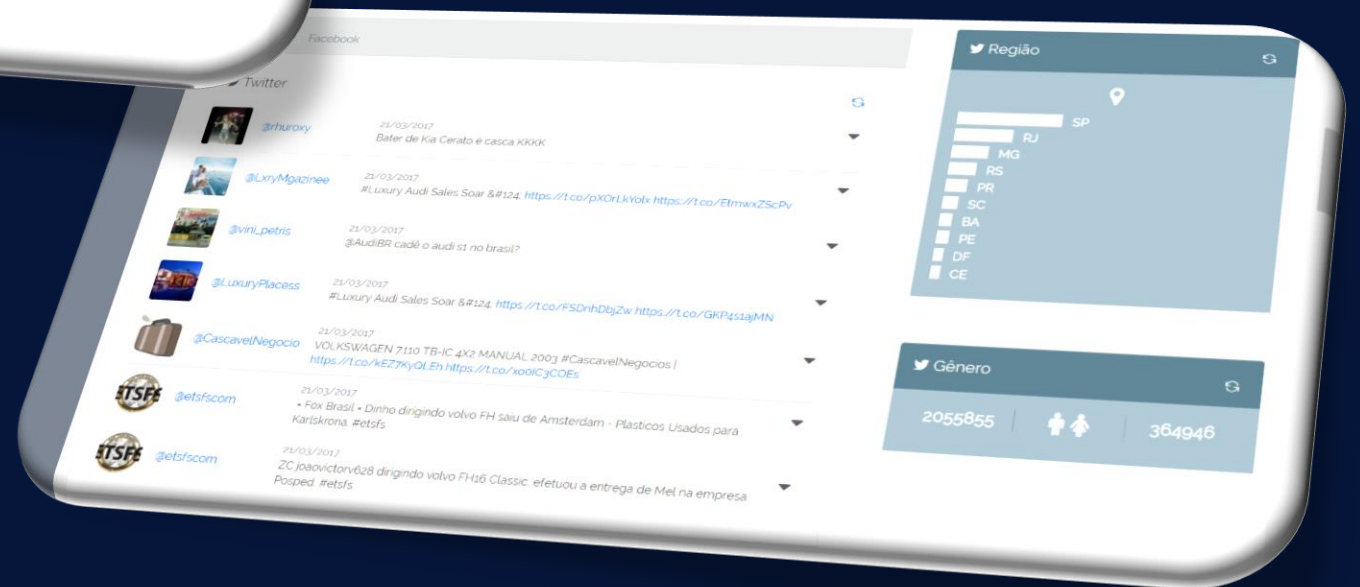 Facebook
Twitter
@rhuroxy
21/03/2017
Bater de Kia Cerato é casca KKKK
@LxryMgazinee
21/03/2017
#Luxury Audi Sales Soar &#124; https://t.co/pXOrLkYolx https://t.co/EtmwxZScPv
@vini_petris
21/03/2017
@AudiBR cadê o audi s1 no brasil?
@LuxuryPlacess
21/03/2017
#Luxury Audi Sales Soar &#124; https://t.co/FSDnhDbjZw https://t.co/GKP4s1ajMN
@CascavelNegocio
21/03/2017
VOLKSWAGEN 7.110 TB-IC 4X2 MANUAL 2003 #CascavelNegocios |
https://t.co/kEZ7KyQLEh https://t.co/xo0IC3COEs
ETSFS
@etsfscom
21/03/2017
• Fox Brasil • Dinho dirigindo volvo FH saiu de Amsterdam - Plasticos Usados para
Karlskrona. #etsfs
ETSFS
@etsfscom
21/03/2017
ZC joaovictorv628 dirigindo volvo FH16 Classic, efetuou a entrega de Mel na empresa
Posped. #etsfs
Região
SP
RJ
MG
RS
PR
SC
BA
PE
DF
CE
Gênero
2055855
364946